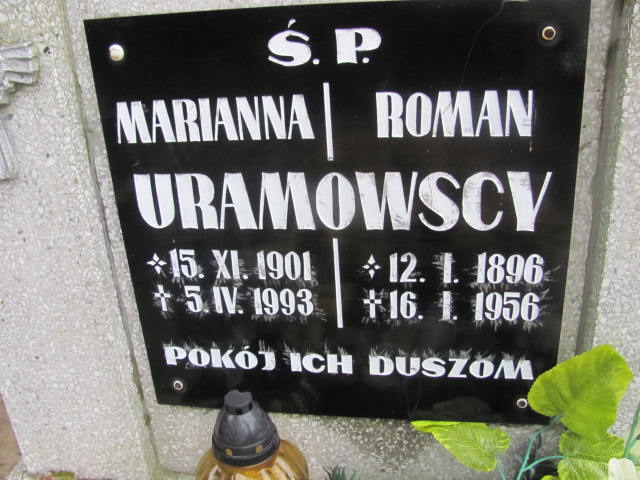 Ś. P.
MARIANNA ROMAN
URAMOWSCY
15. XI. 1901 12. I. 1896
† 5 IV. 1993 † 16. I. 1956
POKÓJ ICH DUSZOM